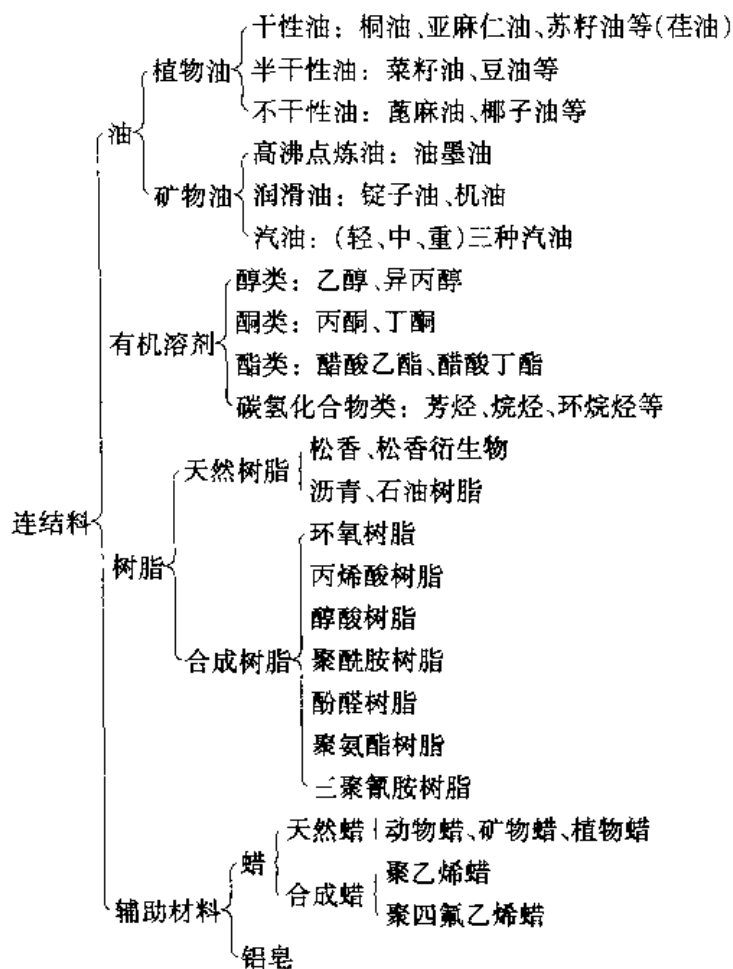 干性油：桐油、亚麻仁油、苏籽油等(荏油)
植物油
半干性油：菜籽油、豆油等
不干性油：蓖麻油、椰子油等
油
高沸点炼油：油墨油
矿物油
润滑油：锭子油、机油
汽油：(轻、中、重)三种汽油
醇类：乙醇、异丙醇
酮类：丙酮、丁酮
有机溶剂
酯类：醋酸乙酯、醋酸丁酯
碳氢化合物类：芳烃、烷烃、环烷烃等
松香、松香衍生物
天然树脂
沥青、石油树脂
连结料
环氧树脂
树脂
丙烯酸树脂
醇酸树脂
合成树脂
聚酰胺树脂
酚醛树脂
聚氨酯树脂
三聚氰胺树脂
天然蜡
动物蜡、矿物蜡、植物蜡
蜡
聚乙烯蜡
合成蜡
聚四氟乙烯蜡
辅助材料
铝皂